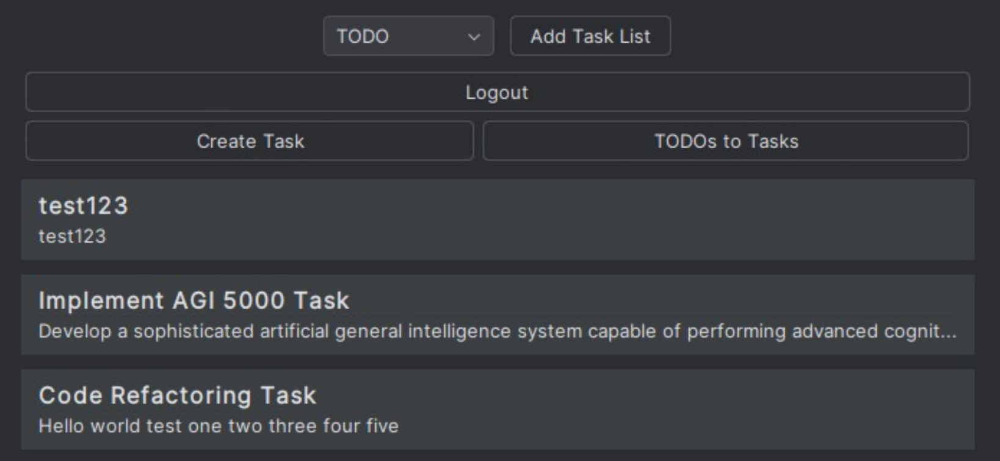 TODO
Add Task List
Logout
Create Task
TODOs to Tasks
test123
test123
Implement AGI 5000 Task
Develop a sophisticated artificial general intelligence system capable of performing advanced cognit...
Code Refactoring Task
Hello world test one two three four five